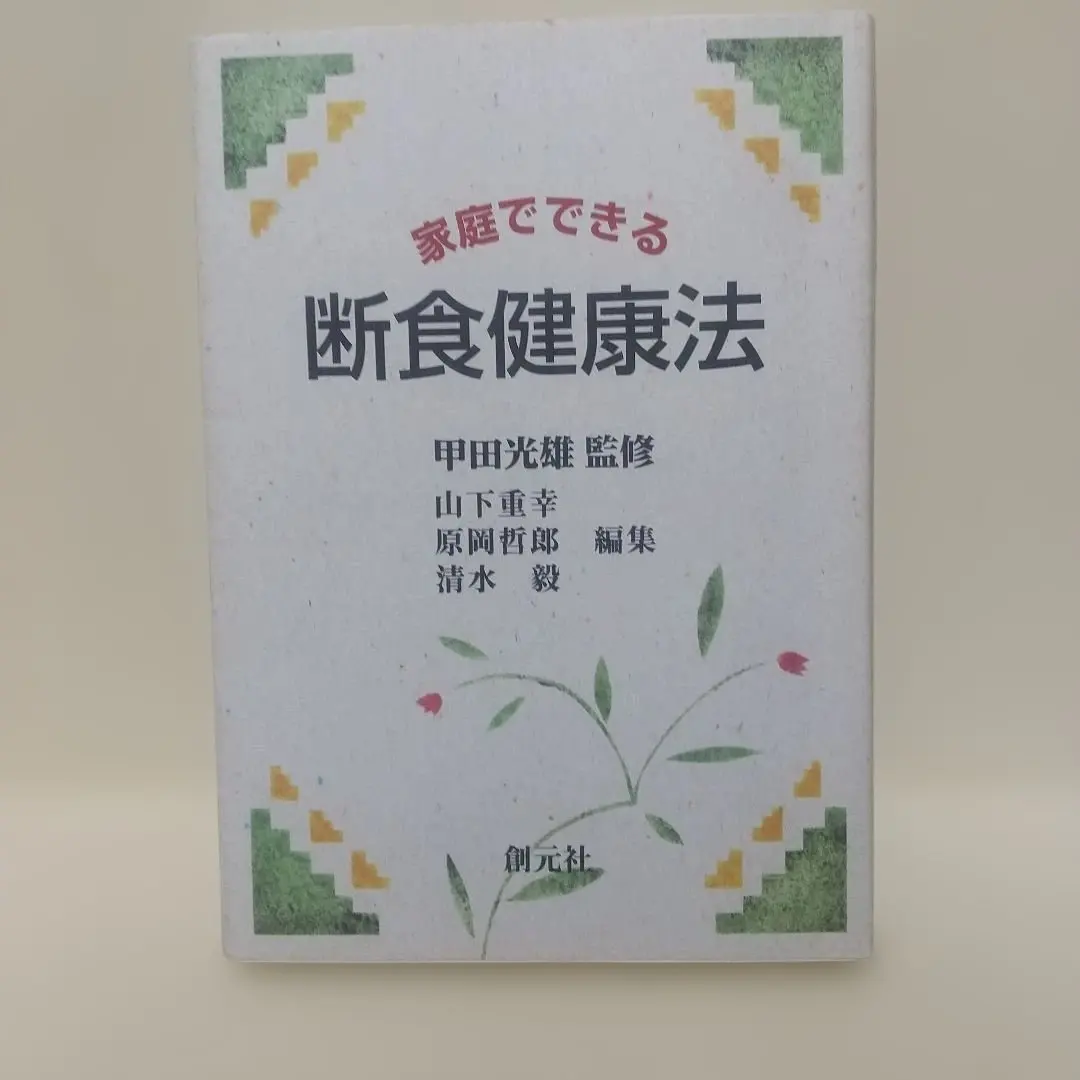 家庭でできる
断食健康法
甲田光雄 監修
山下重幸
原岡哲郎　編集
清水　毅
創元社